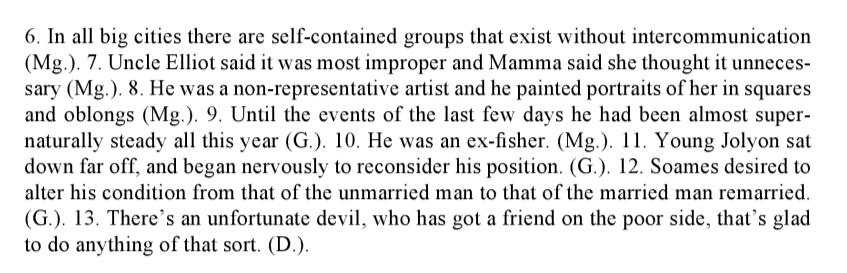 6. In all big cities there are self-contained groups that exist without intercommunication
(Mg.). 7. Uncle Elliot said it was most improper and Mamma said she thought it unneces-
sary (Mg.). 8. He was a non-representative artist and he painted portraits of her in squares
and oblongs (Mg.). 9. Until the events of the last few days he had been almost super-
naturally steady all this year (G.). 10. He was an ex-fisher. (Mg.). 11. Young Jolyon sat
down far off, and began nervously to reconsider his position. (G.). 12. Soames desired to
alter his condition from that of the unmarried man to that of the married man remarried.
(G.). 13. There’s an unfortunate devil, who has got a friend on the poor side, that’s glad
to do anything of that sort. (D.).